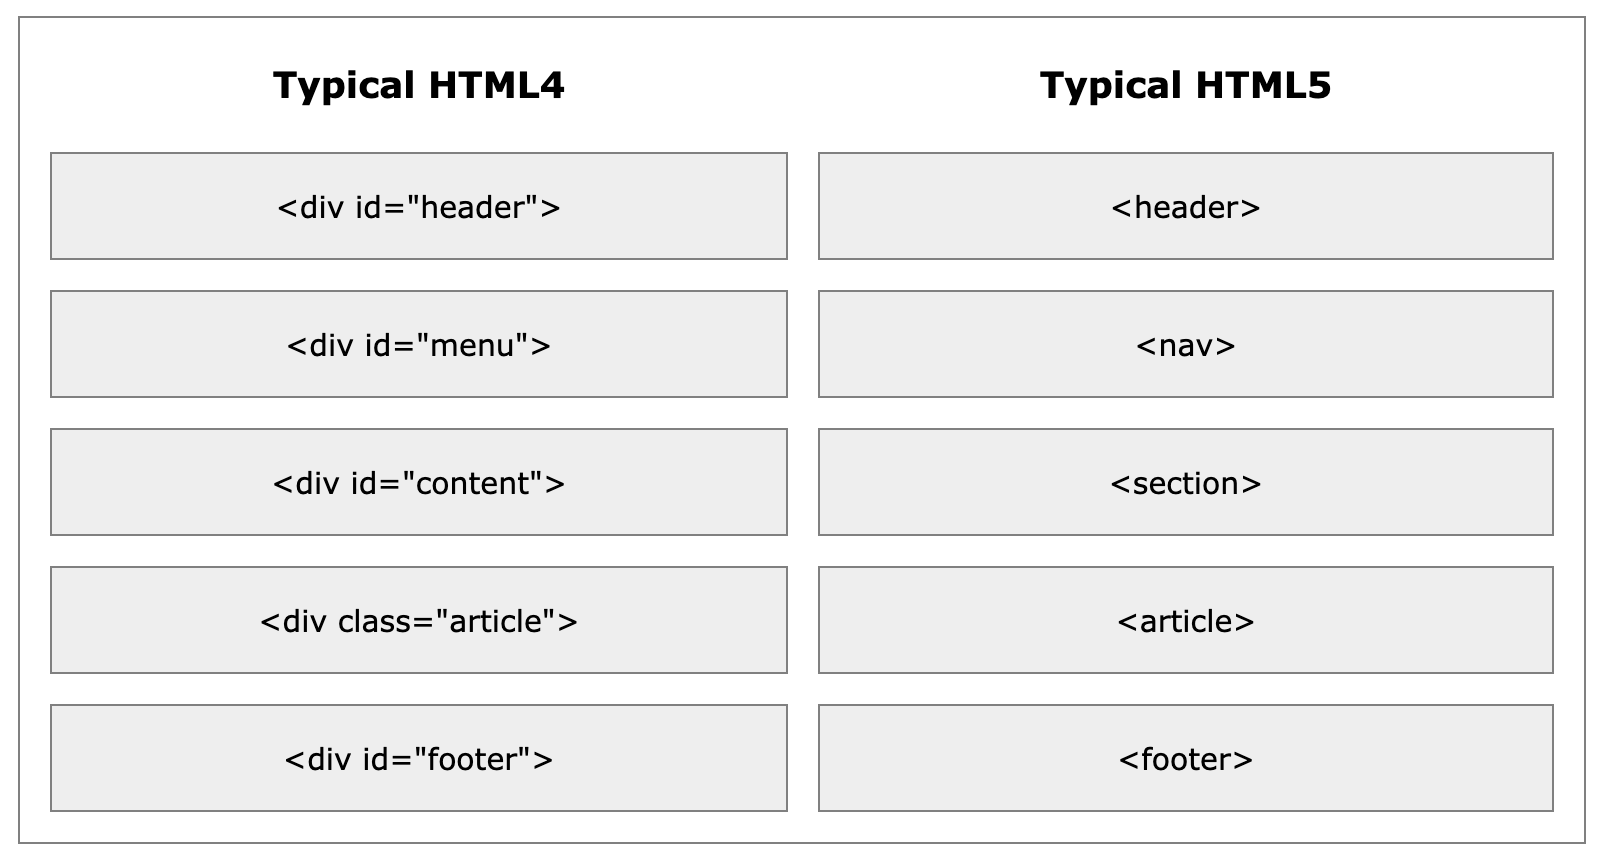 Typical HTML4
Typical HTML5
<div id="header">
<header>
<div id="menu">
<nav>
<div id="content">
<section>
<div class="article">
<article>
<div id="footer">
<footer>